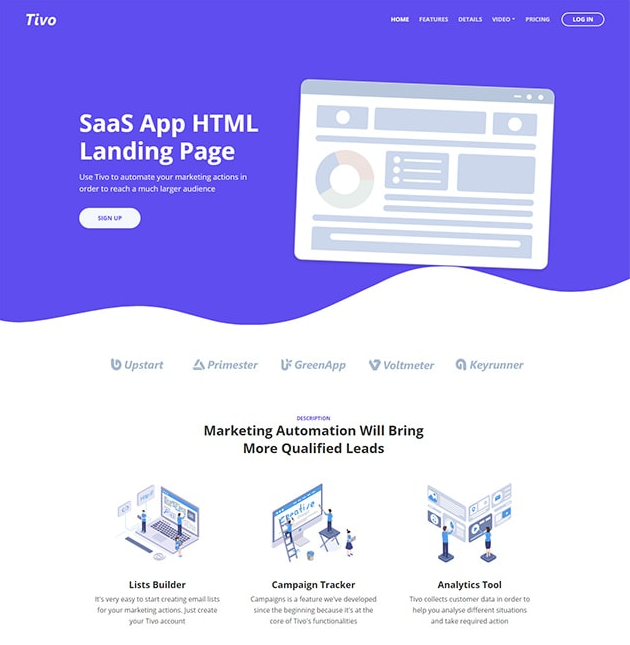 Tivo
HOME FEATURES DETAILS VIDEO PRICING LOG IN
SaaS App HTML
Landing Page
Use Tivo to automate your marketing actions in
order to reach a much larger audience
SIGN UP
Upstart Primester GreenApp Voltmeter Keyrunner
DESCRIPTION
Marketing Automation Will Bring
More Qualified Leads
Creative
Lists Builder
It's very easy to start creating email lists
for your marketing actions. Just create
your Tivo account
Campaign Tracker
Campaigns is a feature we've developed
since the beginning because it's at the
core of Tivo's functionalities
Analytics Tool
Tivo collects customer data in order to
help you analyse different situations
and take required action